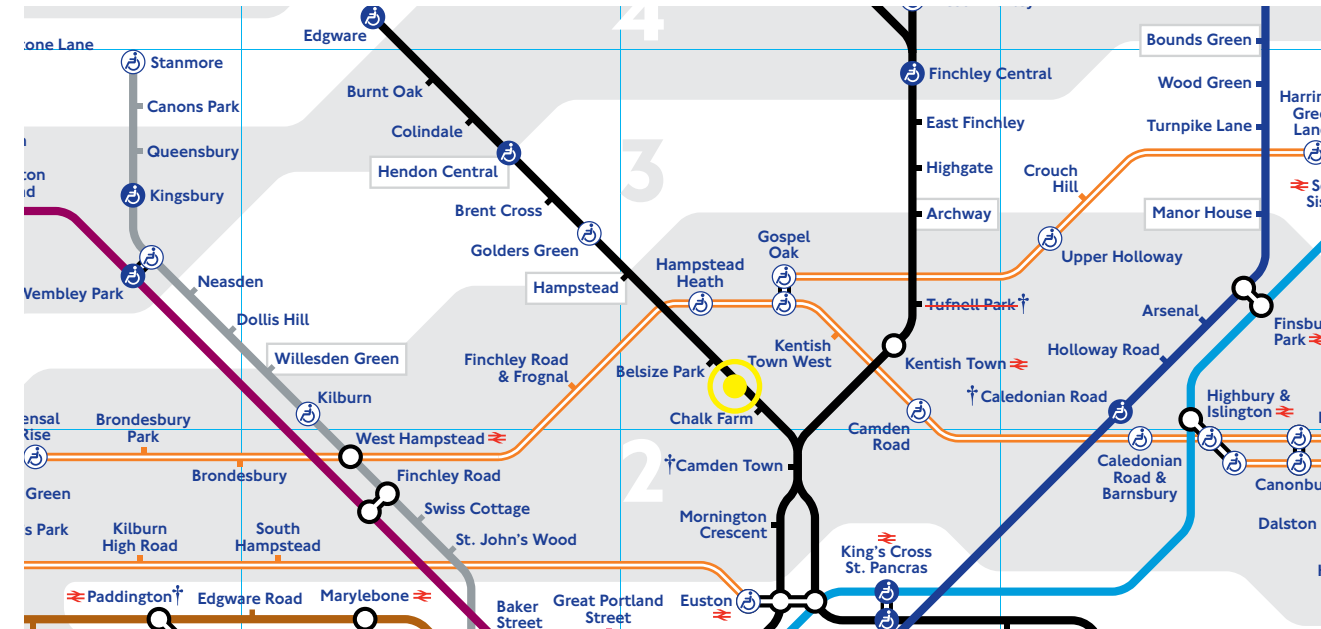 Edgware
Stanmore
Canons Park
Queensbury
Kingsbury
Wembley Park
Neasden
Dollis Hill
Willesden Green
Kilburn
West Hampstead
Finchley Road
Swiss Cottage
St. John's Wood
Burnt Oak
Colindale
Hendon Central
Brent Cross
Golders Green
Hampstead
Belsize Park
Chalk Farm
†Camden Town
Mornington
Crescent
Euston
4
3
2
Finchley Central
East Finchley
Highgate
Archway
Tufnell Park†
Kentish Town
Gospel
Oak
Hampstead
Heath
Kentish
Town West
Finchley Road
& Frognal
Brondesbury
Park
Brondesbury
Rise
Green
Park
Kilburn
High Road
South
Hampstead
Paddington†
Edgware Road
Marylebone
Baker
Street
Great Portland
Street
King's Cross
St. Pancras
Crouch
Hill
Upper Holloway
Camden
Road
Caledonian
Road &
Barnsbury
Highbury &
Islington
Dalston
Bounds Green
Wood Green
Turnpike Lane
Manor House
Arsenal
Holloway Road
†Caledonian Road
Park
Lane